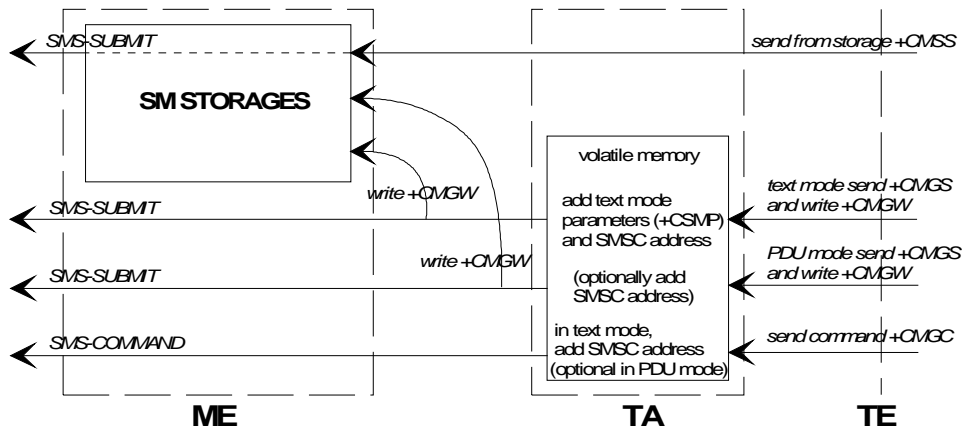 SMS-SUBMIT
send from storage +CMSS
SM STORAGES
volatile memory
write +CMGW
add text mode
parameters (+CSMP)
and SMSC address
text mode send +CMGS
and write +CMGW
SMS-SUBMIT
write +CMGW
(optionally add
SMSC address)
PDU mode send +CMGS
and write +CMGW
SMS-SUBMIT
in text mode,
add SMSC address
(optional in PDU mode)
send command +CMGC
SMS-COMMAND
ME
TA
TE